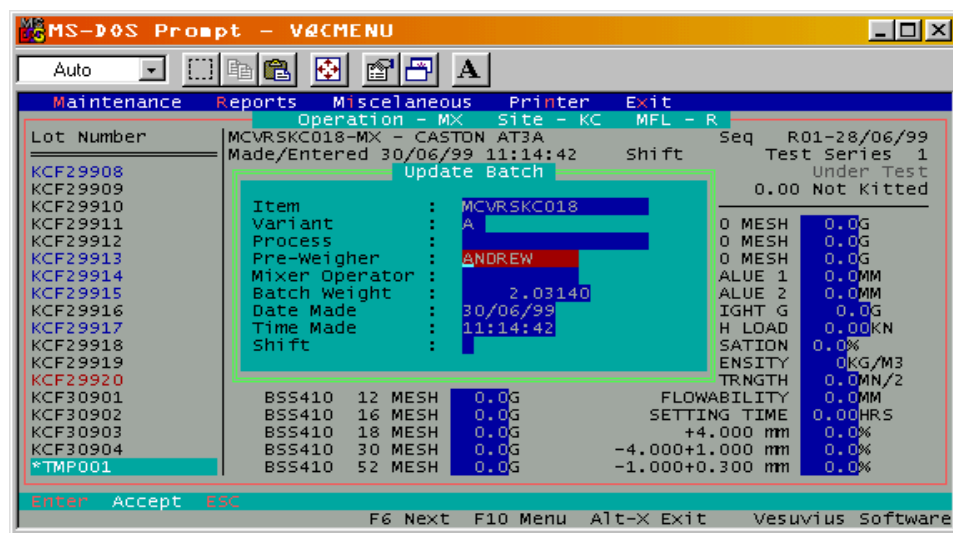 MS-DOS Prompt - VACMENU
Auto
Maintenance Reports Miscelaneous Printer Exit
Operation - MX Site - KC MFL - R
Lot Number MCVRSKC018-MX - CASTON AT3A Seq R01-28/06/99
Made/Entered 30/06/99 11:14:42 Shift Test Series 1
KCF29908 Update Batch Under Test
KCF29909 0.00 Not Kitted
KCF29910 Item : MCVRSKC018
KCF29911 Variant : A 0 MESH 0.0G
KCF29912 Process : 0 MESH 0.0G
KCF29913 Pre-Weigher : ANDREW 0 MESH 0.0G
KCF29914 Mixer Operator : ALUE 1 0.0MM
KCF29915 Batch Weight : 2.03140 ALUE 2 0.0MM
KCF29916 Date Made : 30/06/99 IGHT G 0.0G
KCF29917 Time Made : 11:14:42 H LOAD 0.00KN
KCF29918 Shift : SATION 0.0%
KCF29919 ENSITY 0KG/M3
KCF29920 TRNGTH 0.0MN/2
KCF30901 BSS410 12 MESH 0.0G FLOWABILITY 0.0MM
KCF30902 BSS410 16 MESH 0.0G SETTING TIME 0.00HRS
KCF30903 BSS410 18 MESH 0.0G +4.000 mm 0.0%
KCF30904 BSS410 30 MESH 0.0G -4.000+1.000 mm 0.0%
*TMP001 BSS410 52 MESH 0.0G -1.000+0.300 mm 0.0%
Enter Accept ESC
F6 Next F10 Menu Alt-X Exit Vesuvius Software